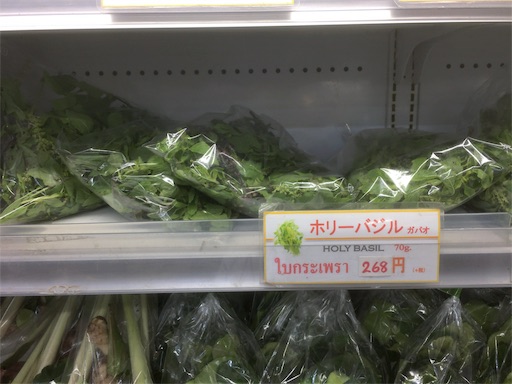 ホリーバジル ガパオ
HOLY BASIL 70g.
ใบกระเพรา 268円(+税)